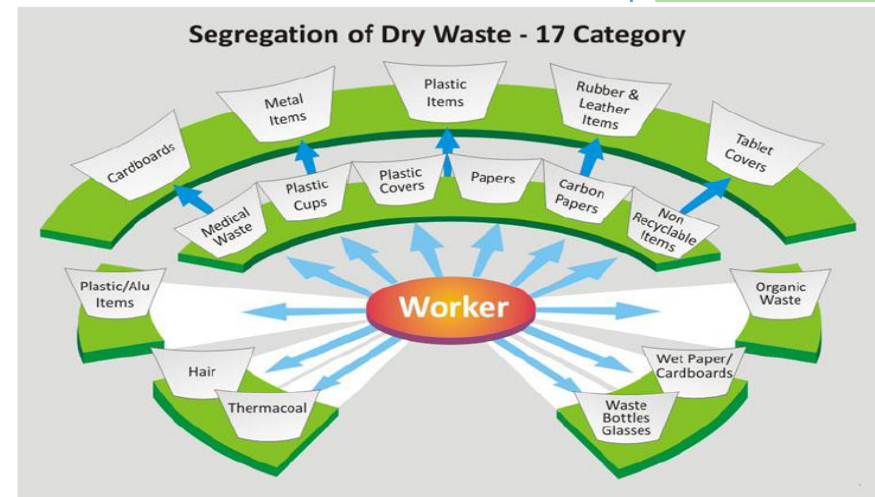 Segregation of Dry Waste - 17 Category
Cardboards
Metal
Items
Plastic
Items
Rubber &
Leather
Items
Tablet
Covers
Medical
Waste
Plastic
Cups
Plastic
Covers
Papers
Carbon
Papers
Non
Recyclable
Items
Plastic/Alu
Items
Worker
Organic
Waste
Hair
Thermacoal
Wet Paper/
Cardboards
Waste
Bottles
Glasses